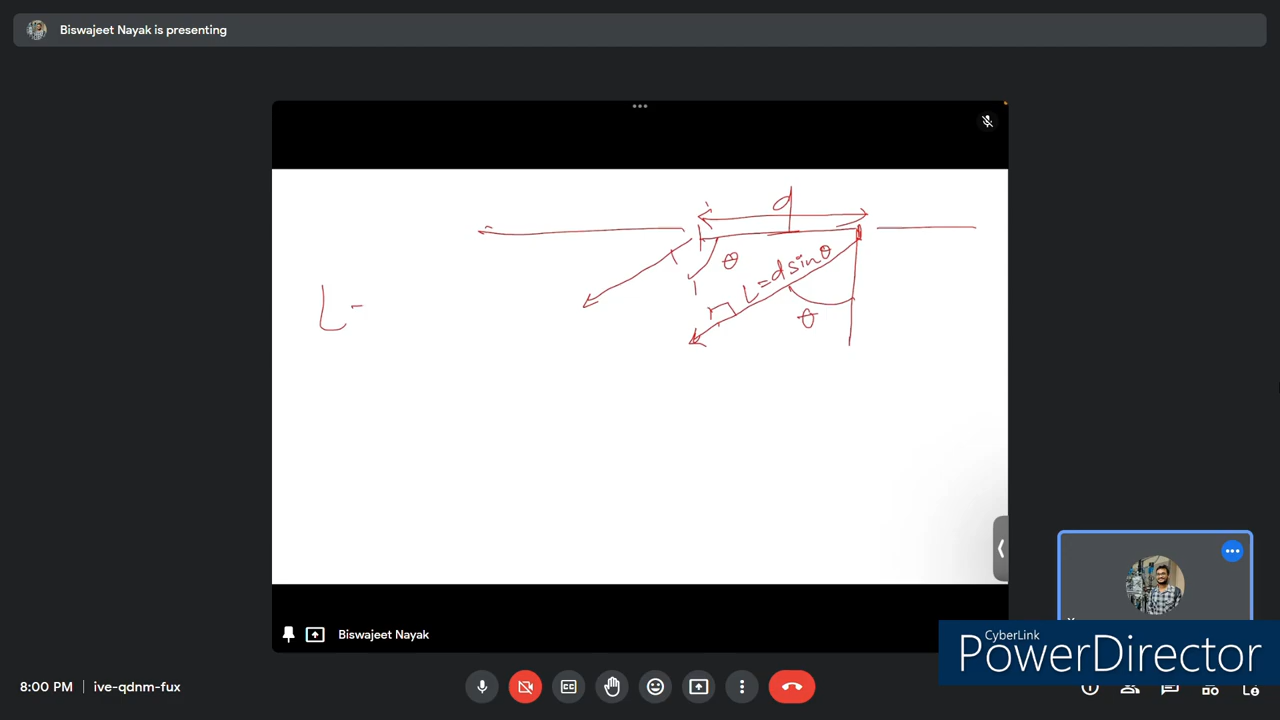 Biswajeet Nayak is presenting
d
θ
L=dsinθ
θ
L-
Biswajeet Nayak
CyberLink
PowerDirector
8:00 PM
ive-qdnm-fux